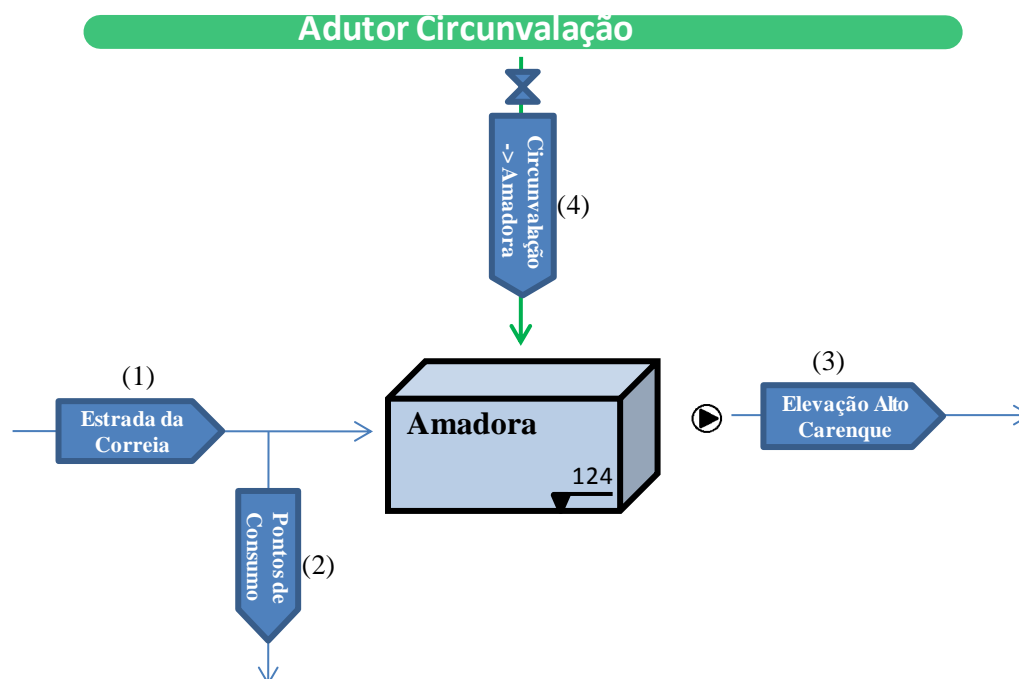 Adutor Circunvalação
Circunvalação
-> Amadora
(4)
(1)
Estrada da
Correia
Amadora
124
(3)
Elevação Alto
Carenque
Pontos de
Consumo
(2)